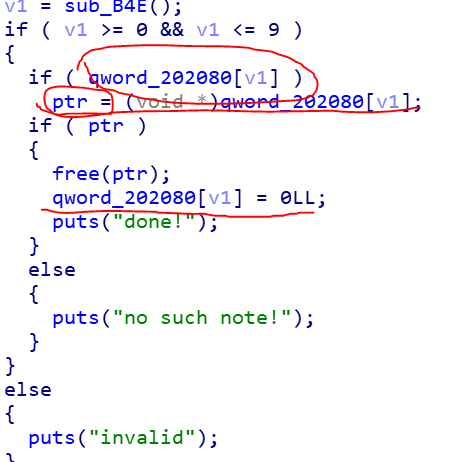 v1 = sub_B4E();
if ( v1 >= 0 && v1 <= 9 )
{
if ( qword_202080[v1] )
ptr = (void *)qword_202080[v1];
if ( ptr )
{
free(ptr);
qword_202080[v1] = 0LL;
puts("done!");
}
else
{
puts("no such note!");
}
}
else
{
puts("invalid");
}